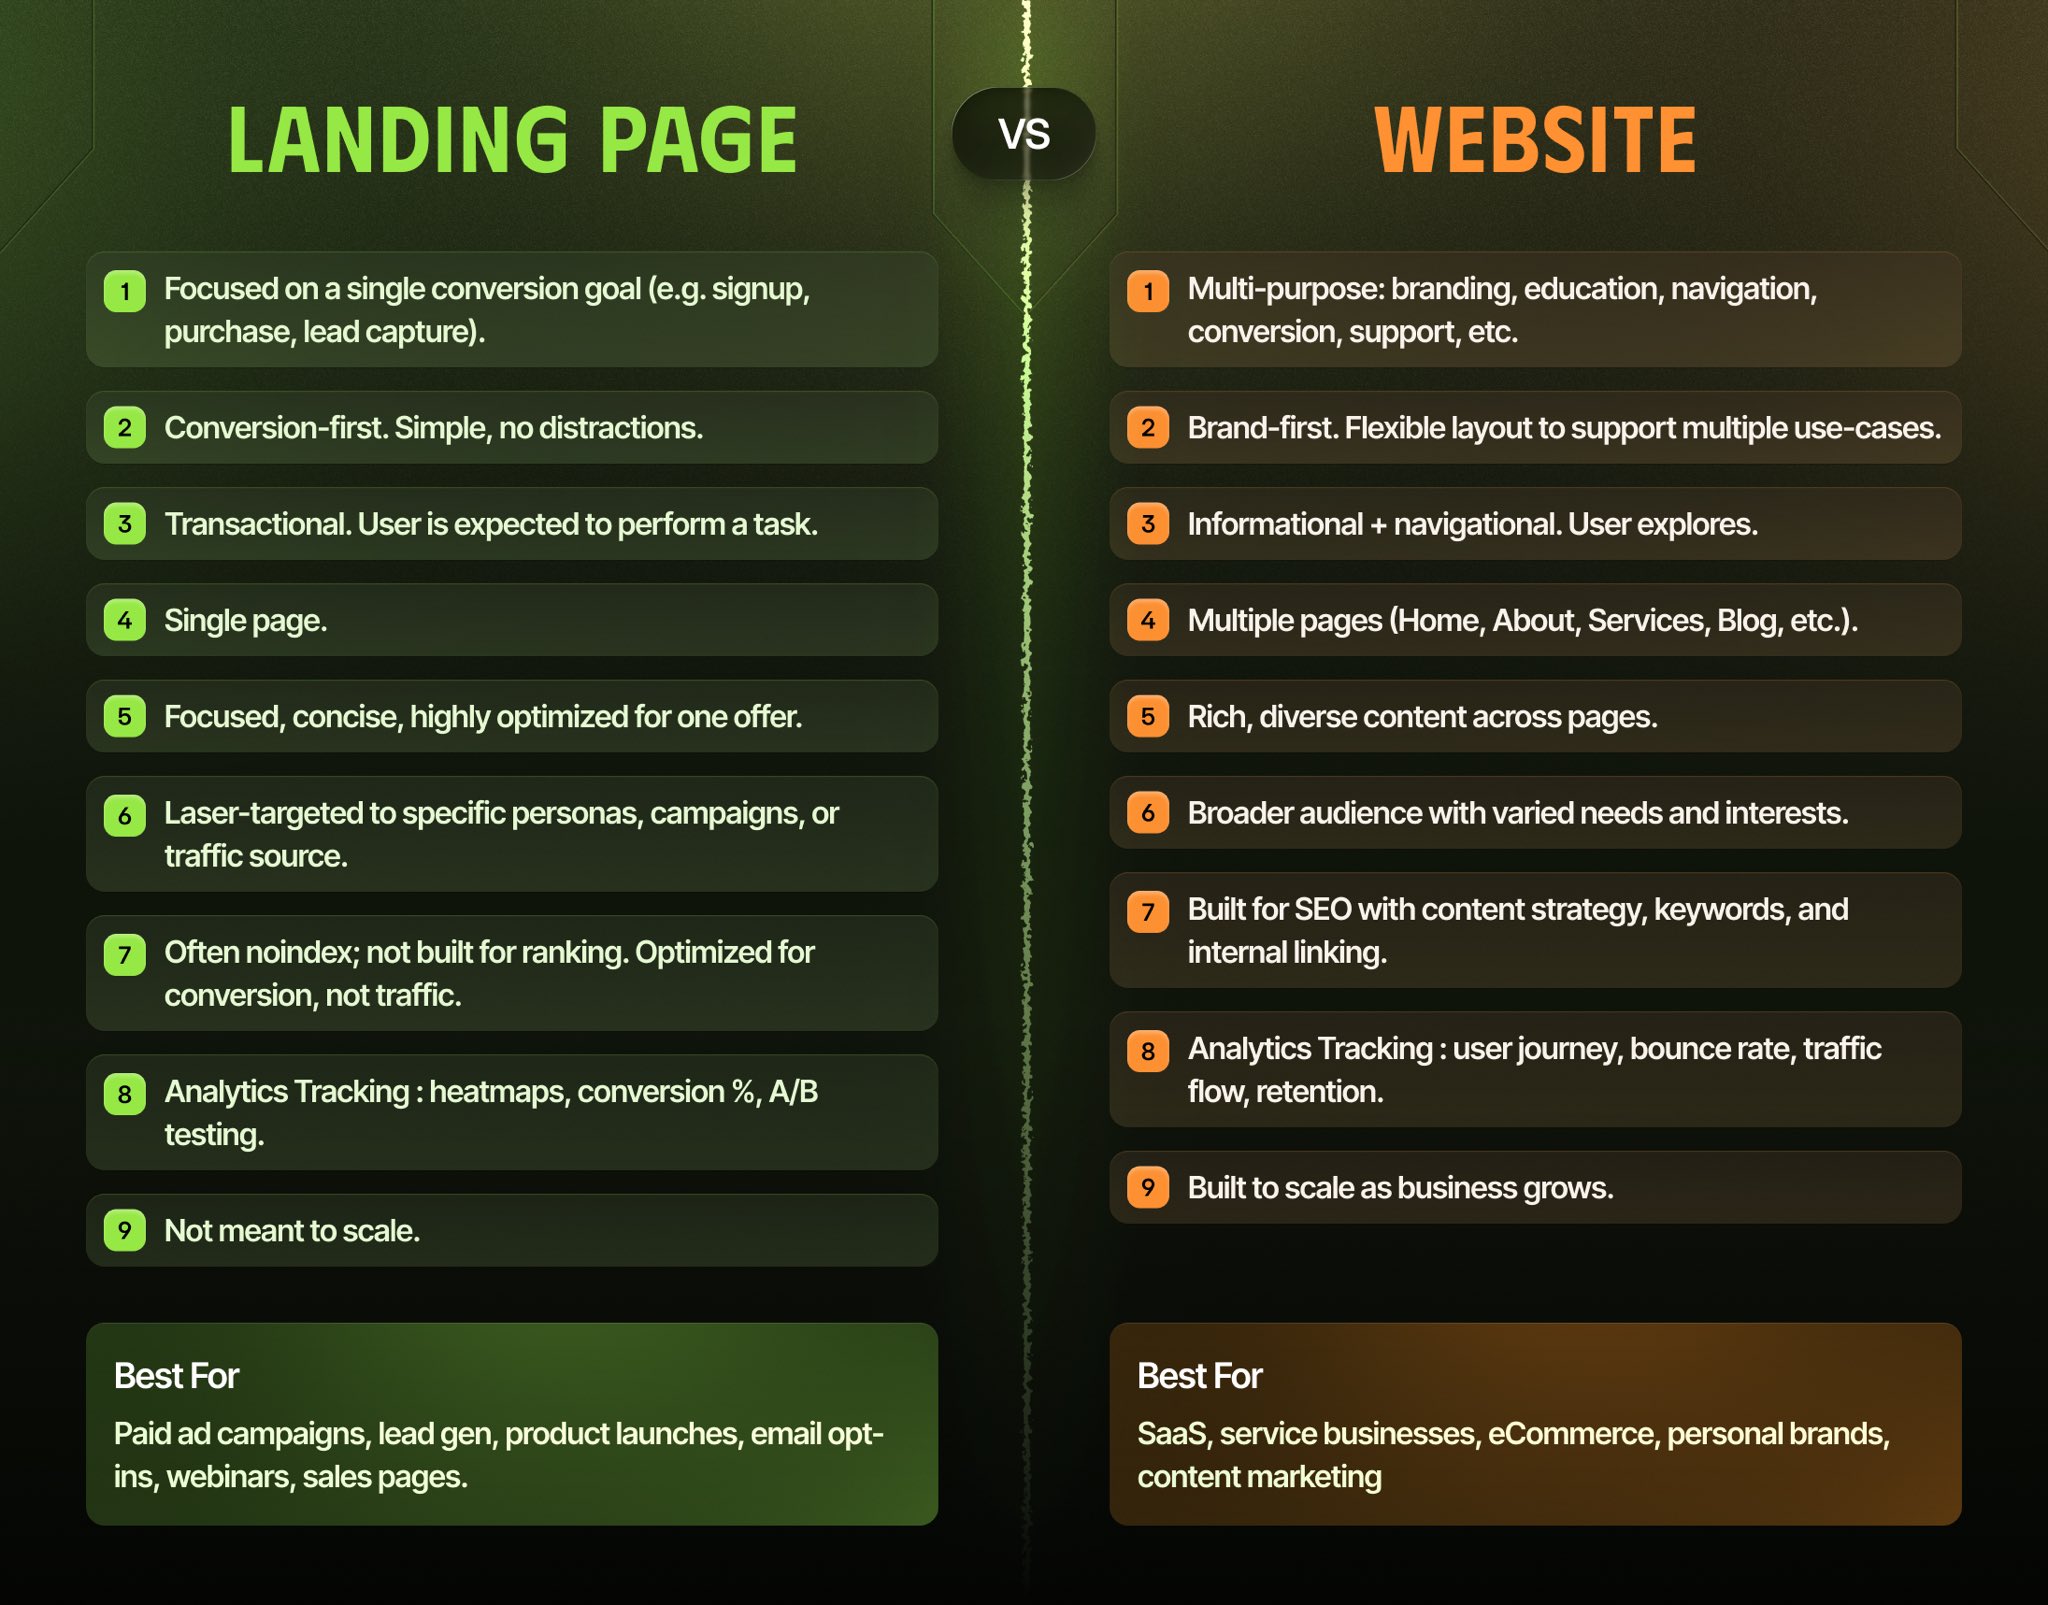 LANDING PAGE
VS
WEBSITE
1 Focused on a single conversion goal (e.g. signup,
purchase, lead capture).
2 Conversion-first. Simple, no distractions.
3 Transactional. User is expected to perform a task.
4 Single page.
5 Focused, concise, highly optimized for one offer.
6 Laser-targeted to specific personas, campaigns, or
traffic source.
7 Often noindex; not built for ranking. Optimized for
conversion, not traffic.
8 Analytics Tracking : heatmaps, conversion %, A/B
testing.
9 Not meant to scale.
Best For
Paid ad campaigns, lead gen, product launches, email opt-
ins, webinars, sales pages.
1 Multi-purpose: branding, education, navigation,
conversion, support, etc.
2 Brand-first. Flexible layout to support multiple use-cases.
3 Informational + navigational. User explores.
4 Multiple pages (Home, About, Services, Blog, etc.).
5 Rich, diverse content across pages.
6 Broader audience with varied needs and interests.
7 Built for SEO with content strategy, keywords, and
internal linking.
8 Analytics Tracking : user journey, bounce rate, traffic
flow, retention.
9 Built to scale as business grows.
Best For
SaaS, service businesses, eCommerce, personal brands,
content marketing